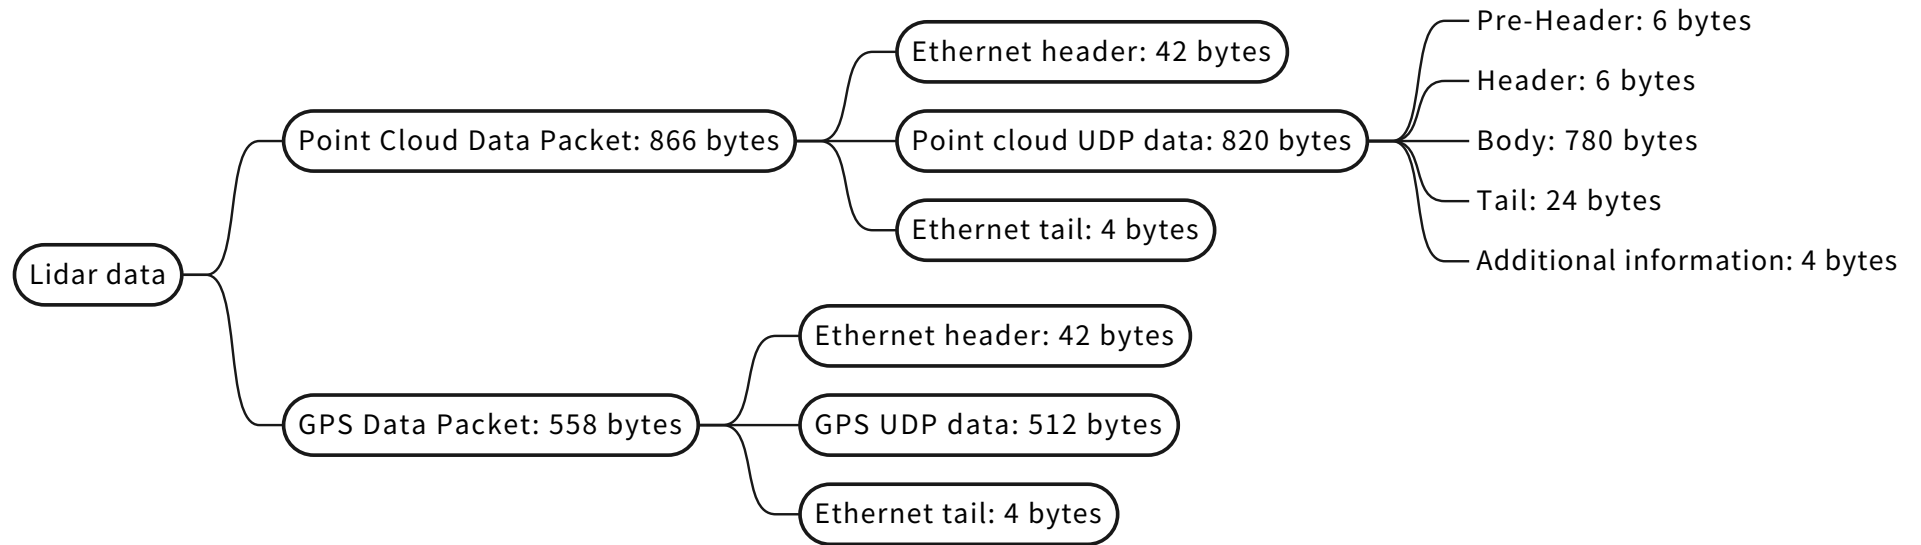 Lidar data
Point Cloud Data Packet: 866 bytes
Ethernet header: 42 bytes
Point cloud UDP data: 820 bytes
Pre-Header: 6 bytes
Header: 6 bytes
Body: 780 bytes
Tail: 24 bytes
Additional information: 4 bytes
Ethernet tail: 4 bytes
GPS Data Packet: 558 bytes
Ethernet header: 42 bytes
GPS UDP data: 512 bytes
Ethernet tail: 4 bytes